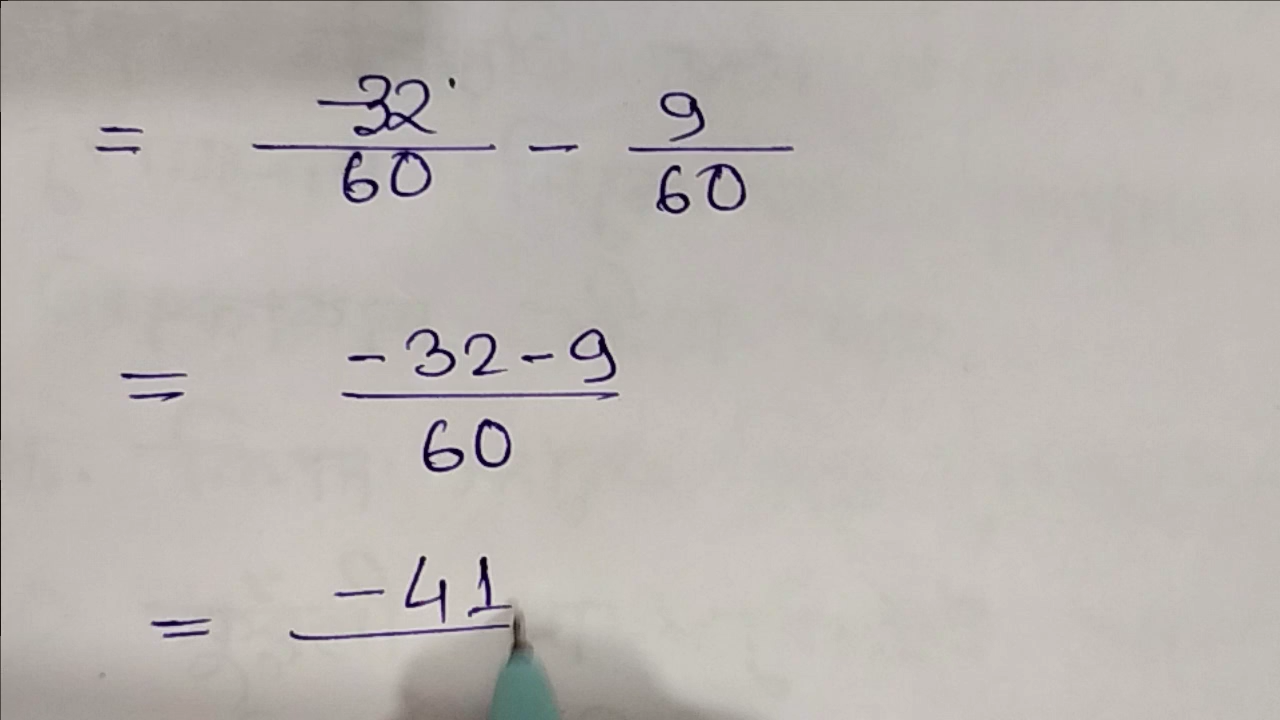 = -32/60 - 9/60
= -32-9/60
= -41